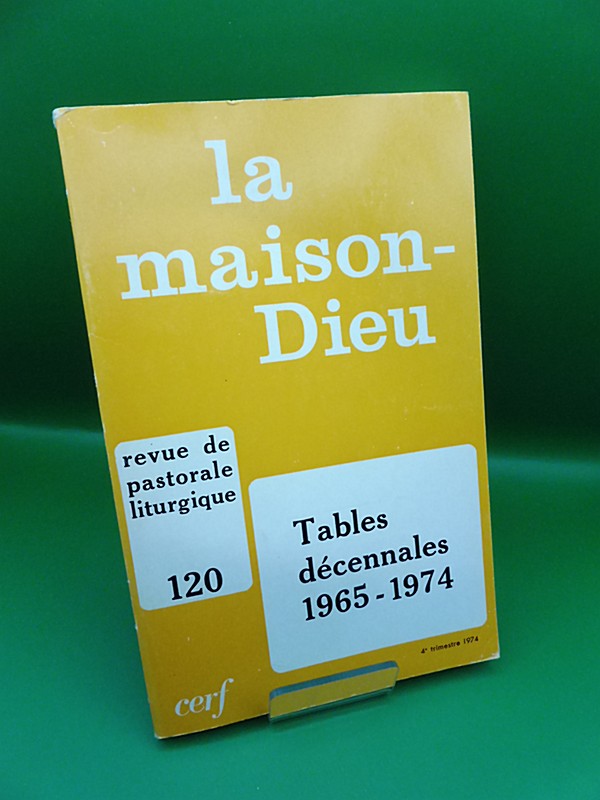 la
maison-
Dieu
revue de
pastorale
liturgique
120
Tables
décennales
1965 - 1974
4e trimestre 1974
cerf